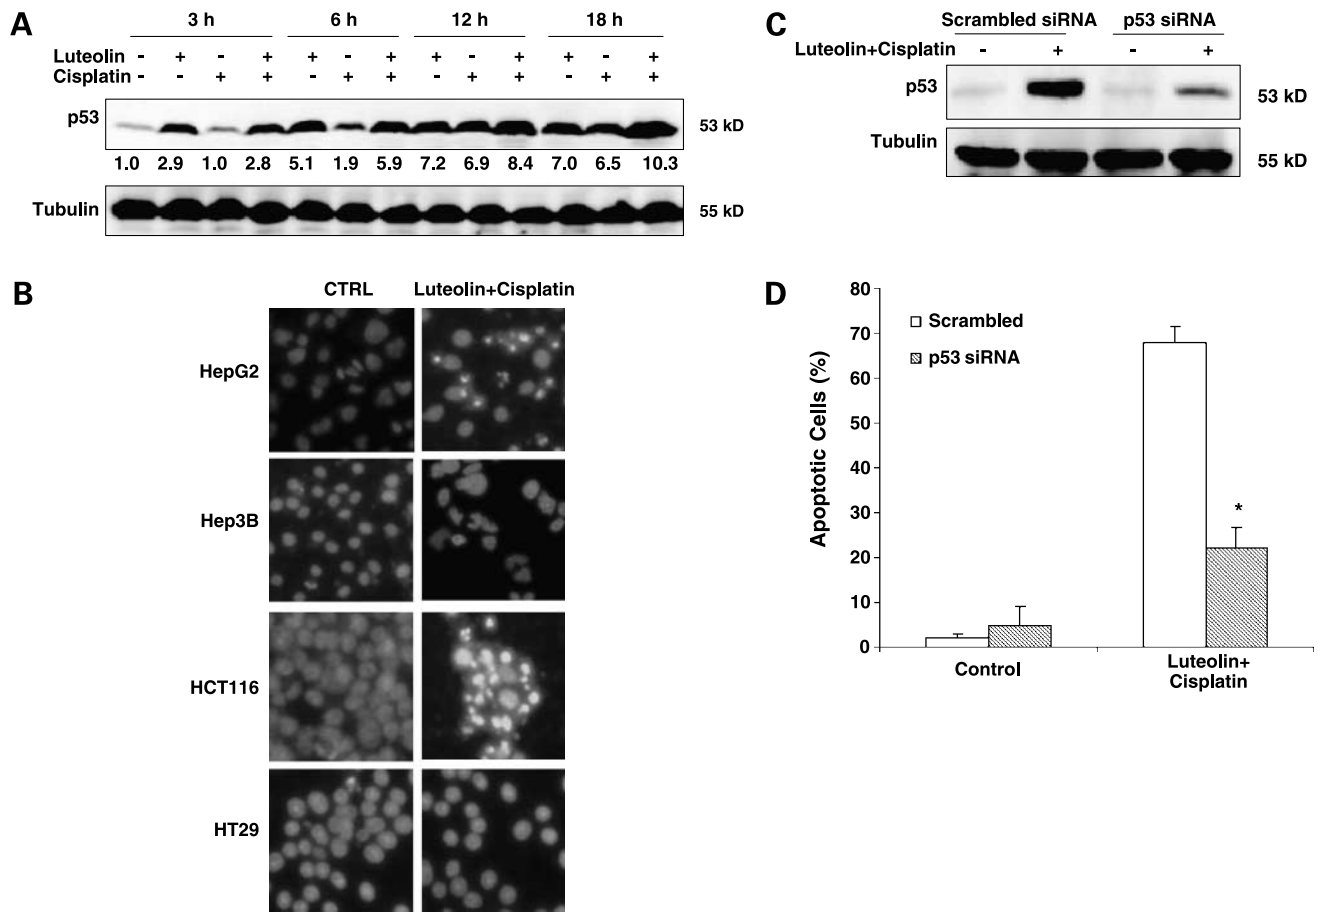 A
3 h 6 h 12 h 18 h
Luteolin - + - + + - + + - + + - +
Cisplatin - - + + - + + - + + - + +
p53 53 kD
1.0 2.9 1.0 2.8 5.1 1.9 5.9 7.2 6.9 8.4 7.0 6.5 10.3
Tubulin 55 kD
B
CTRL Luteolin+Cisplatin
HepG2
Hep3B
HCT116
HT29
C
Scrambled siRNA p53 siRNA
Luteolin+Cisplatin - + - +
p53 53 kD
Tubulin 55 kD
D
Apoptotic Cells (%)
80
70
60
50
40
30
20
10
0
Scrambled
p53 siRNA
*
Control
Luteolin+
Cisplatin